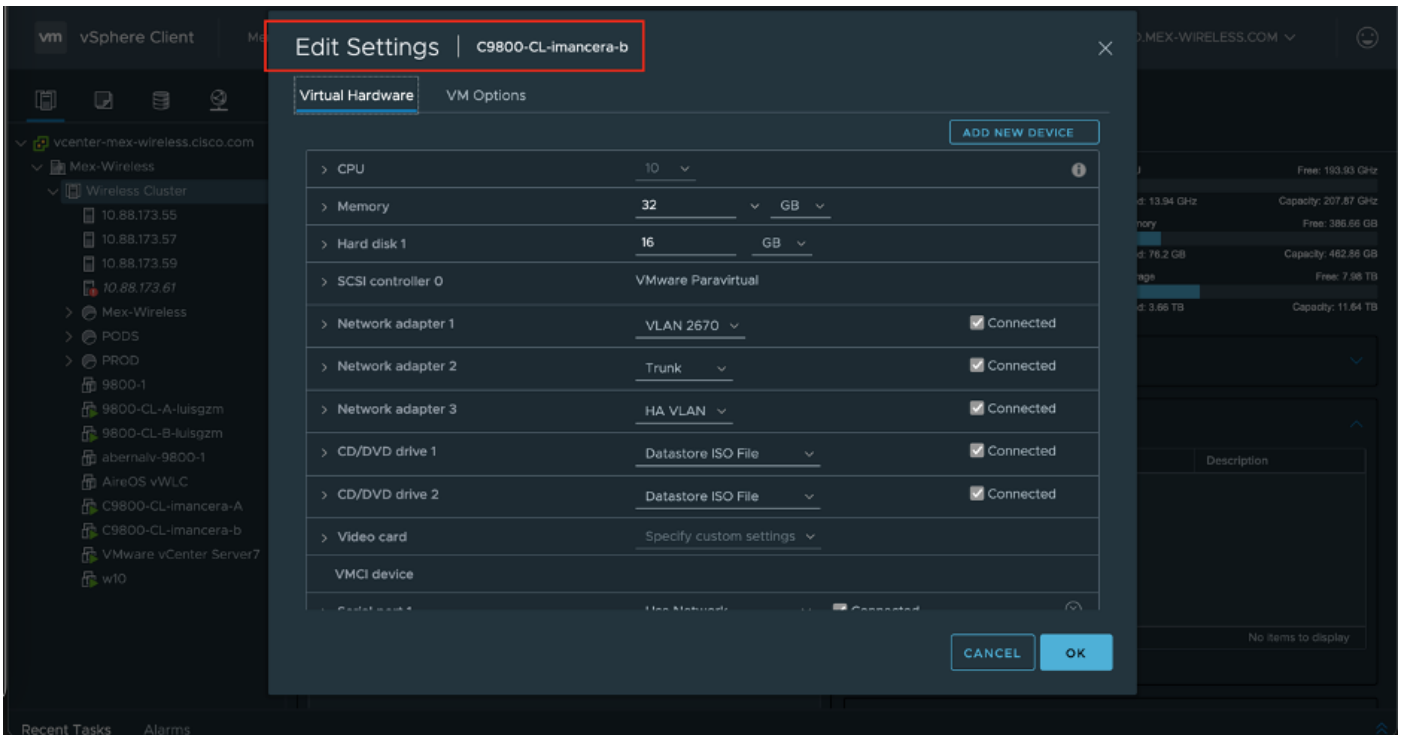 vm vSphere Client Me
Edit Settings | C9800-CL-imancera-b
.MEX-WIRELESS.COM
Virtual Hardware VM Options
ADD NEW DEVICE
vcenter-mex-wireless.cisco.com
Mex-Wireless
Wireless Cluster
10.88.173.55
10.88.173.57
10.88.173.59
10.88.173.61
Mex-Wireless
PODS
PROD
9800-1
9800-CL-A-luisgzm
9800-CL-B-luisgzm
abernalv-9800-1
AireOS vWLC
C9800-CL-imancera-A
C9800-CL-imancera-b
VMware vCenter Server7
w10
CPU 10
Memory 32 GB
Hard disk 1 16 GB
SCSI controller 0 VMware Paravirtual
Network adapter 1 VLAN 2670 Connected
Network adapter 2 Trunk Connected
Network adapter 3 HA VLAN Connected
CD/DVD drive 1 Datastore ISO File Connected
CD/DVD drive 2 Datastore ISO File Connected
Video card Specify custom settings
VMCI device
Serial port 1 Use Network Connected
CANCEL OK
Free: 193.93 GHz
d: 13.94 GHz Capacity: 207.87 GHz
nory Free: 386.66 GB
d: 76.2 GB Capacity: 462.86 GB
age Free: 7.98 TB
d: 3.66 TB Capacity: 11.64 TB
Description
No items to display
Recent Tasks Alarms